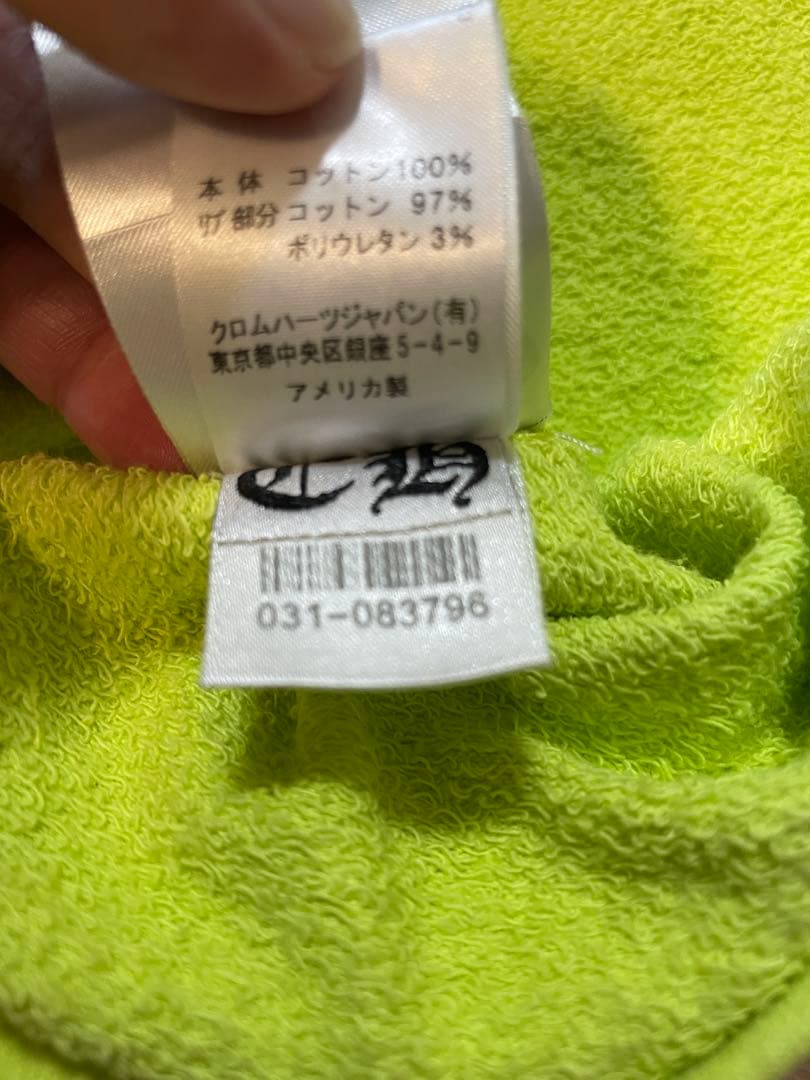 本体 コットン100%
リブ部分 コットン 97%
ポリウレタン 3%
クロムハーツジャパン(有)
東京都中央区銀座5-4-9
アメリカ製
CH
031-083796